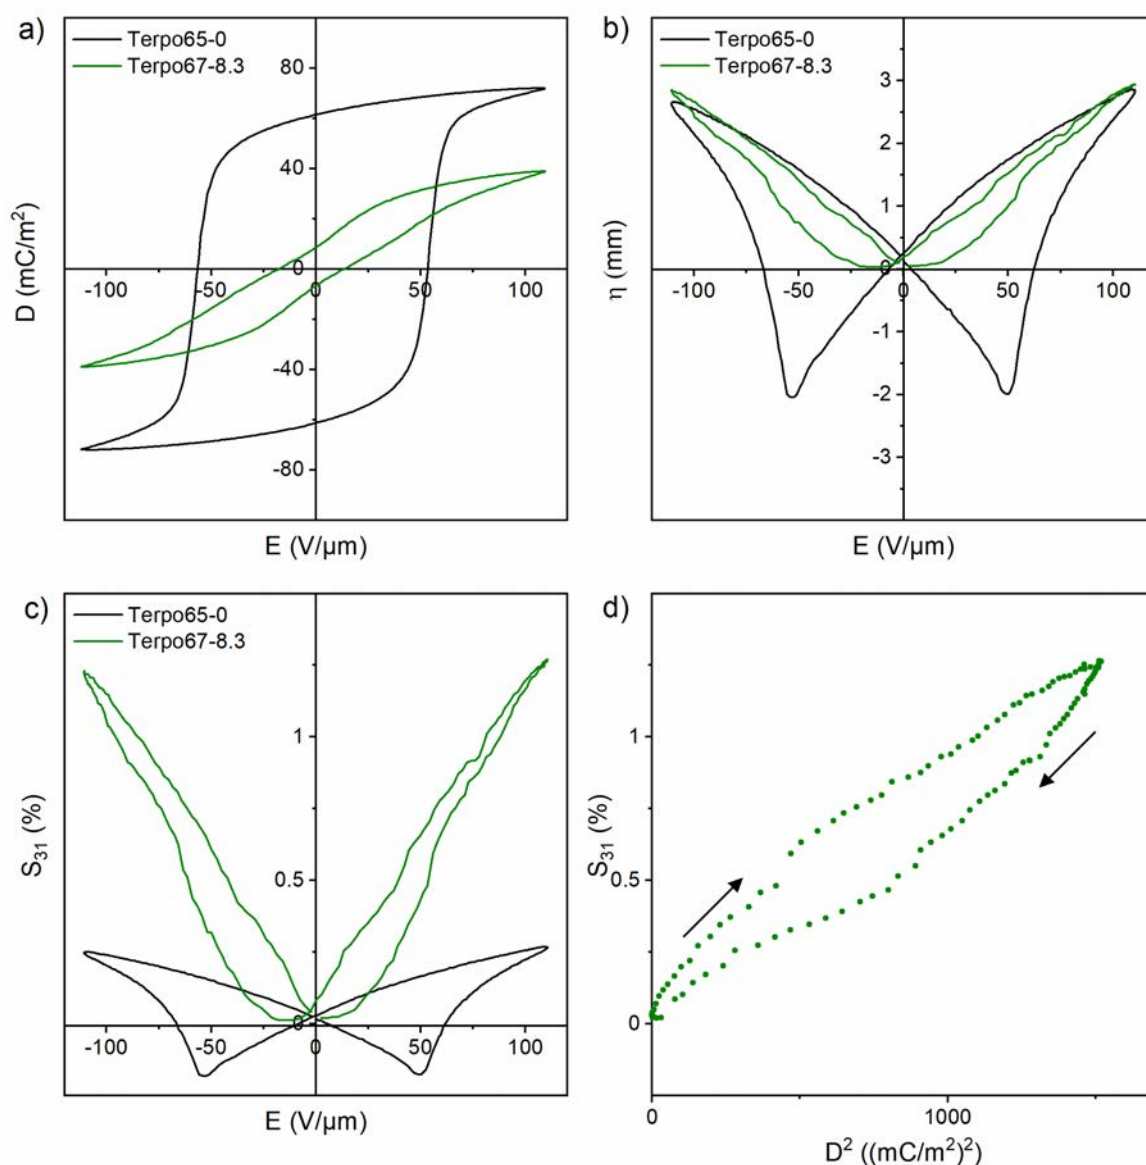 a)
Terpo65-0
Terpo67-8.3
80
40
0
-40
-80
-100
-50
0
50
100
D (mC/m²)
E (V/µm)
b)
Terpo65-0
Terpo67-8.3
3
2
1
0
-1
-2
-3
-100
-50
0
50
100
η (mm)
E (V/µm)
c)
Terpo65-0
Terpo67-8.3
1
0.5
0
-100
-50
0
50
100
S₃₁ (%)
E (V/µm)
d)
1
0.5
0
0
1000
S₃₁ (%)
D² ((mC/m²)²)